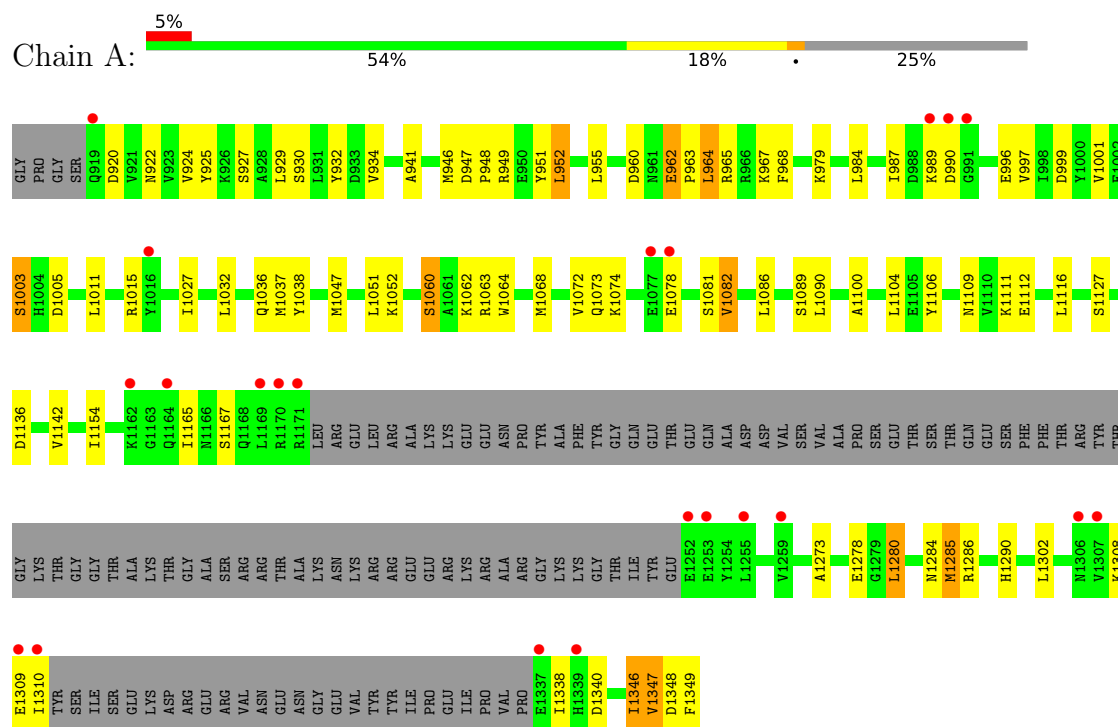 5%
Chain A:
54% 18% • 25%
GLY PRO GLY SER Q919 D920 V921 N922 V923 V924 Y925 K926 S927 A928 L929 S930 L931 Y932 D933 V934 A941 M946 D947 P948 R949 E950 Y951 L952 L955 D960 N961 E962 P963 L964 R965 R966 K967 F968 K979 L984 I987 D988 K989 D990 G991 E996 V997 I998 D999 Y1000 V1001
S1003 H1004 D1005 L1011 R1015 Y1016 I1027 L1032 Q1036 M1037 Y1038 M1047 L1051 K1052 S1060 A1061 K1062 R1063 W1064 M1068 V1072 Q1073 K1074 E1077 E1078 S1081 V1082 L1086 S1089 L1090 A1100 L1104 E1105 Y1106 N1109 V1110 K1111 E1112 L1116 S1127
D1136 V1142 I1154 K1162 G1163 Q1164 I1165 N1166 S1167 Q1168 L1169 R1170 R1171 LEU ARG GLU LEU ARG ALA LYS LYS GLU GLU ASN PRO TYR ALA PHE TYR GLY GLN GLU THR GLU GLN ALA ASP ASP VAL SER VAL ALA PRO SER GLU THR SER THR GLN GLU SER PHE PHE THR ARG TYR
GLY LYS THR GLY GLY THR ALA LYS THR GLY ALA SER ARG ARG THR ALA LYS ASN LYS ARG ARG GLU GLU ARG LYS ARG ALA ARG GLY LYS LYS GLY THR ILE TYR GLU E1252 E1253 Y1254 L1255 V1259 A1273 E1278 G1279 L1280 N1284 M1285 R1286 H1290 L1302 N1306 V1307 K1308
E1309 I1310 TYR SER ILE SER GLU LYS ASP ARG GLU ARG VAL ASN GLU ASN GLY GLU VAL TYR TYR ILE PRO GLU ILE PRO VAL PRO E1337 I1338 H1339 D1340 I1346 V1347 D1348 F1349